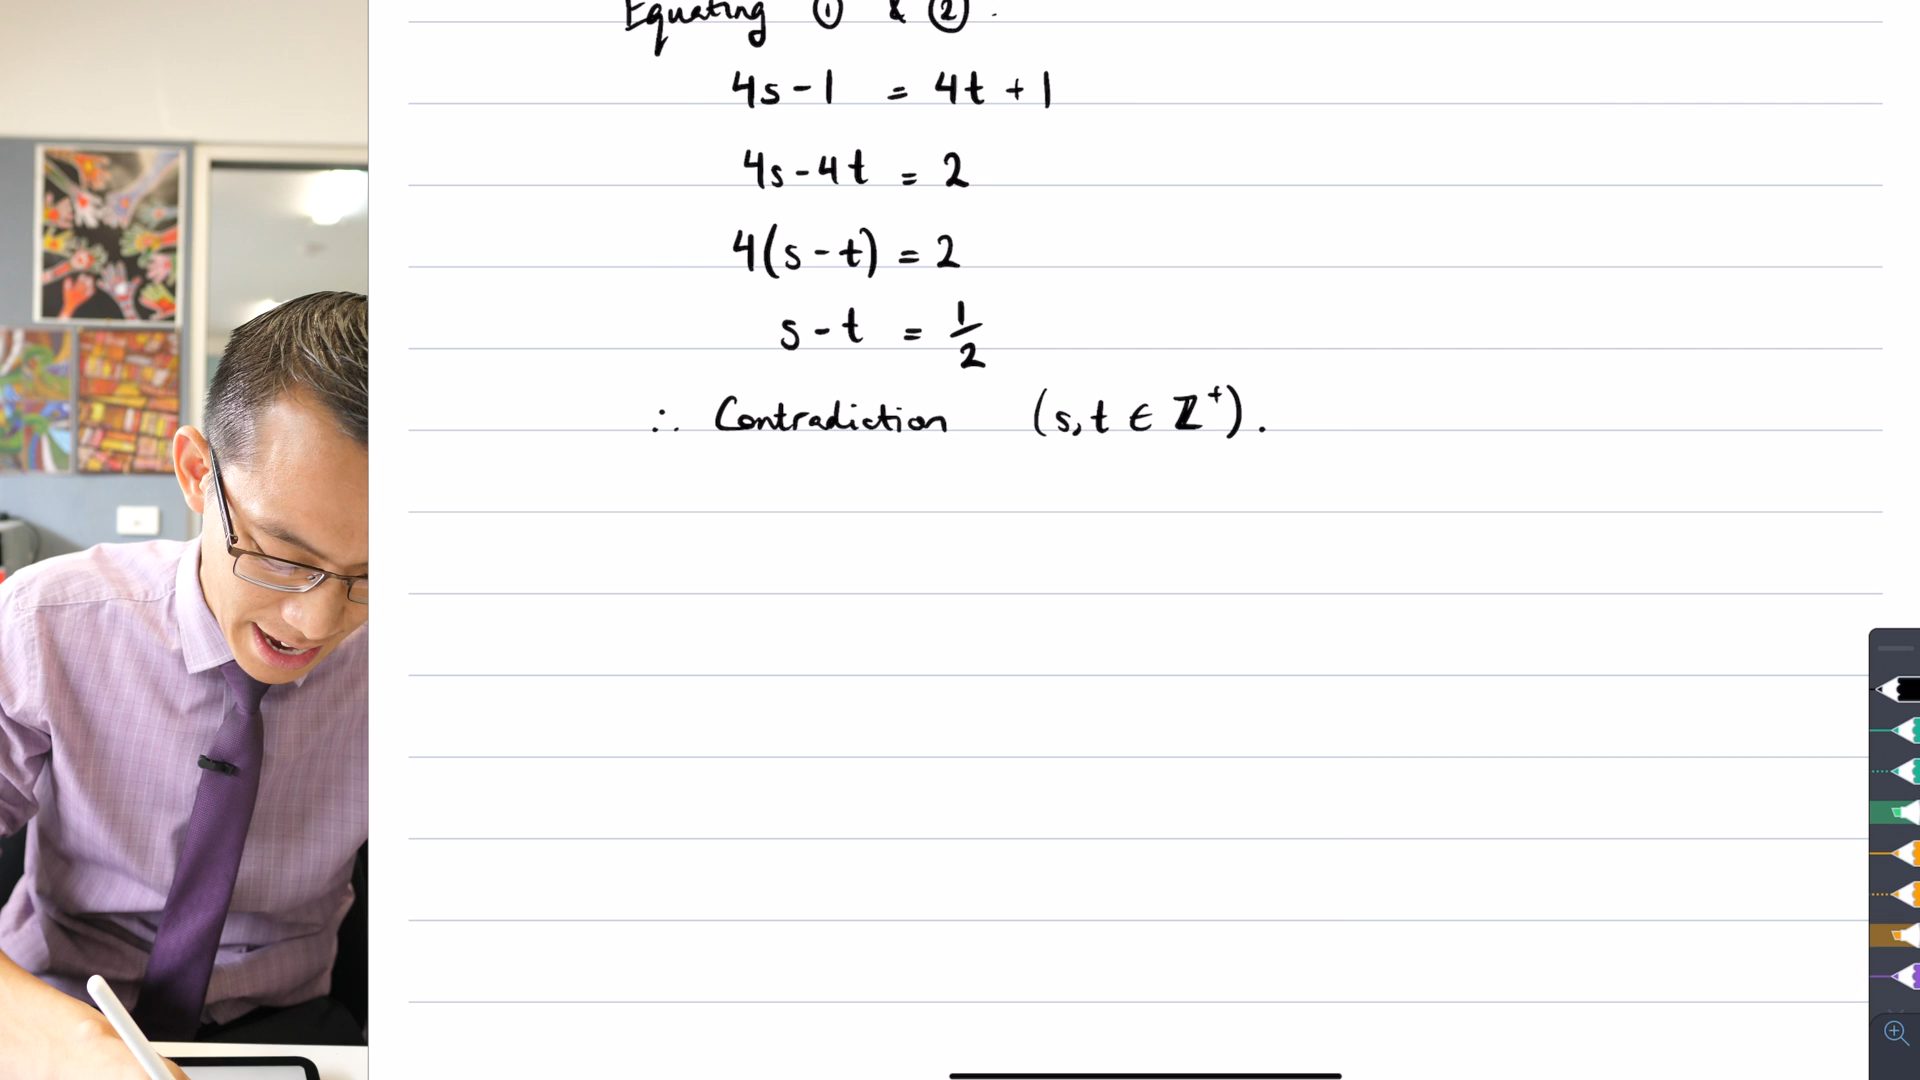 Equating ① & ②.
4s - 1 = 4t + 1
4s - 4t = 2
4(s - t) = 2
s - t = 1/2
∴ Contradiction (s, t ∈ ℤ⁺).